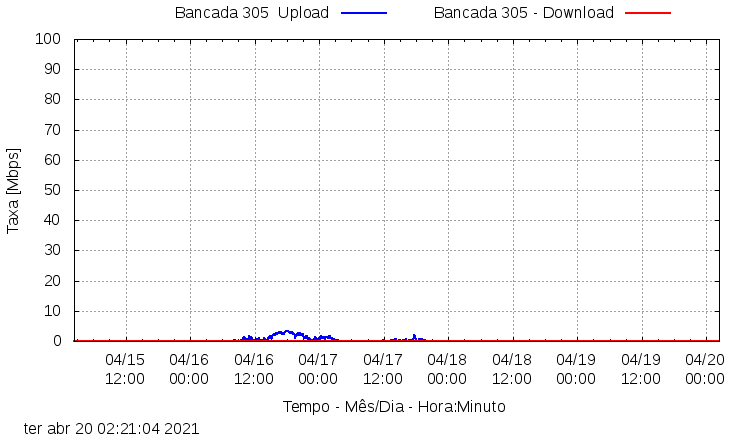 Bancada 305  Upload
Bancada 305 - Download
Taxa [Mbps]
100
90
80
70
60
50
40
30
20
10
0
04/15 04/16 04/16 04/17 04/17 04/18 04/18 04/19 04/19 04/20
12:00 00:00 12:00 00:00 12:00 00:00 12:00 00:00 12:00 00:00
Tempo - Mês/Dia - Hora:Minuto
ter abr 20 02:21:04 2021